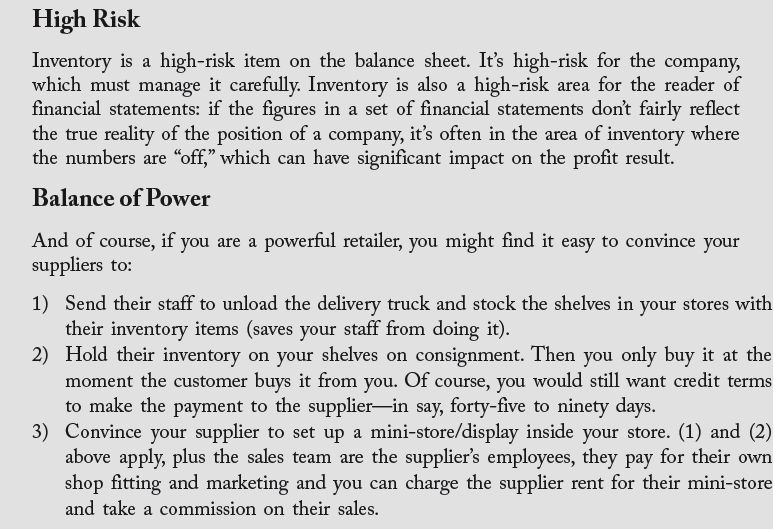 High Risk
Inventory is a high-risk item on the balance sheet. It’s high-risk for the company,
which must manage it carefully. Inventory is also a high-risk area for the reader of
financial statements: if the figures in a set of financial statements don’t fairly reflect
the true reality of the position of a company, it’s often in the area of inventory where
the numbers are “off,” which can have significant impact on the profit result.
Balance of Power
And of course, if you are a powerful retailer, you might find it easy to convince your
suppliers to:
1) Send their staff to unload the delivery truck and stock the shelves in your stores with
their inventory items (saves your staff from doing it).
2) Hold their inventory on your shelves on consignment. Then you only buy it at the
moment the customer buys it from you. Of course, you would still want credit terms
to make the payment to the supplier—in say, forty-five to ninety days.
3) Convince your supplier to set up a mini-store/display inside your store. (1) and (2)
above apply, plus the sales team are the supplier’s employees, they pay for their own
shop fitting and marketing and you can charge the supplier rent for their mini-store
and take a commission on their sales.